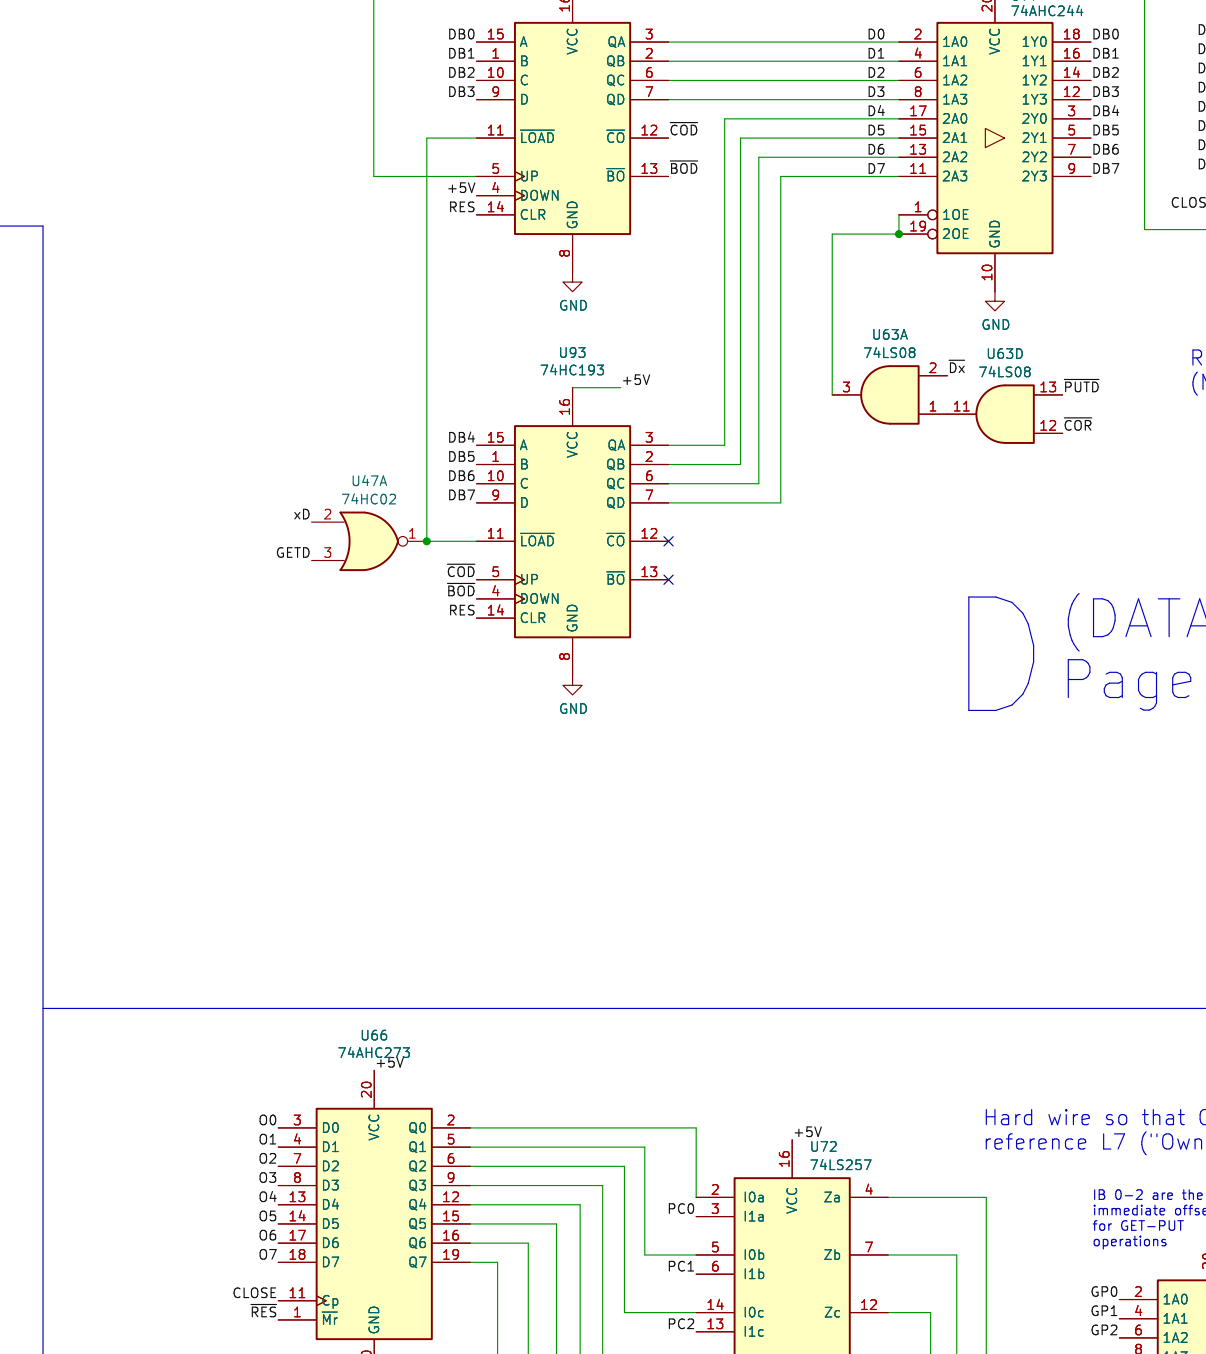 16
20
74AHC244
DB0 15 A VCC QA 3
DB1 1 B QB 2
DB2 10 C QC 6
DB3 9 D QD 7
11 LOAD CO 12 COD
5 UP BO 13 BOD
+5V 4 DOWN
RES 14 CLR GND
8
GND
D0 2 1A0 VCC 1Y0 18 DB0
D1 4 1A1 1Y1 16 DB1
D2 6 1A2 1Y2 14 DB2
D3 8 1A3 1Y3 12 DB3
D4 17 2A0 2Y0 3 DB4
D5 15 2A1 2Y1 5 DB5
D6 13 2A2 2Y2 7 DB6
D7 11 2A3 2Y3 9 DB7
1 1OE
19 2OE GND
10
GND
D
D
D
D
D
D
D
D
CLOS
U63A
74LS08
2 Dx
3
1
U63D
74LS08
11
13 PUTD
12 COR
R
(M
U93
74HC193
+5V
16
DB4 15 A VCC QA 3
DB5 1 B QB 2
DB6 10 C QC 6
DB7 9 D QD 7
11 LOAD CO 12
COD 5 UP BO 13
BOD 4 DOWN
RES 14 CLR GND
8
GND
U47A
74HC02
xD 2
1
GETD 3
D
(DATA
Page
U66
74AHC273
+5V
20
O0 3 D0 VCC Q0 2
O1 4 D1 Q1 5
O2 7 D2 Q2 6
O3 8 D3 Q3 9
O4 13 D4 Q4 12
O5 14 D5 Q5 15
O6 17 D6 Q6 16
O7 18 D7 Q7 19
CLOSE 11 Cp
RES 1 Mr GND
+5V
U72
74LS257
16
2 I0a VCC Za 4
PC0 3 I1a
5 I0b Zb 7
PC1 6 I1b
14 I0c Zc 12
PC2 13 I1c
Hard wire so that
reference L7 ("Own
IB 0-2 are the
immediate offse
for GET-PUT
operations
GP0 2 1A0
GP1 4 1A1
GP2 6 1A2
8